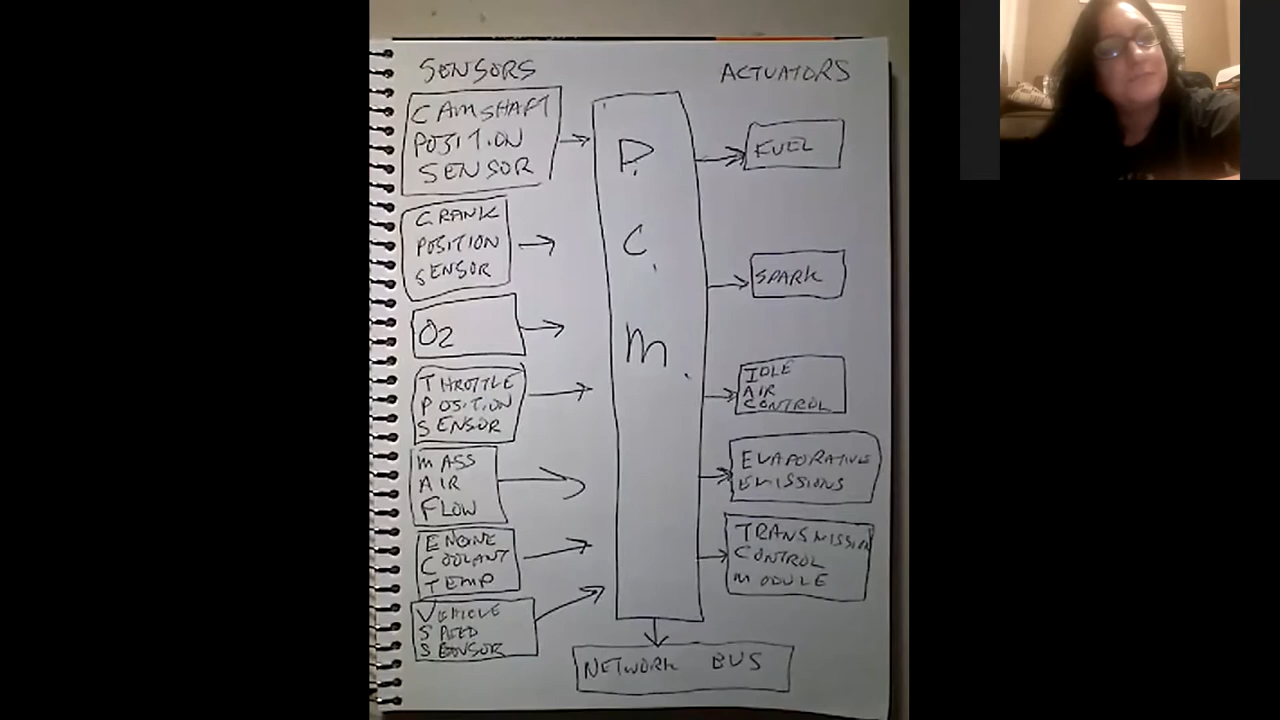 SENSORS
ACTUATORS
CAMSHAFT
POSITION
SENSOR
CRANK
POSITION
SENSOR
O2
THROTTLE
POSITION
SENSOR
MASS
AIR
FLOW
ENGINE
COOLANT
TEMP
VEHICLE
SPEED
SENSOR
P.
C.
M.
FUEL
SPARK
IDLE
AIR
CONTROL
EVAPORATIVE
EMISSIONS
TRANSMISSION
CONTROL
MODULE
NETWORK BUS